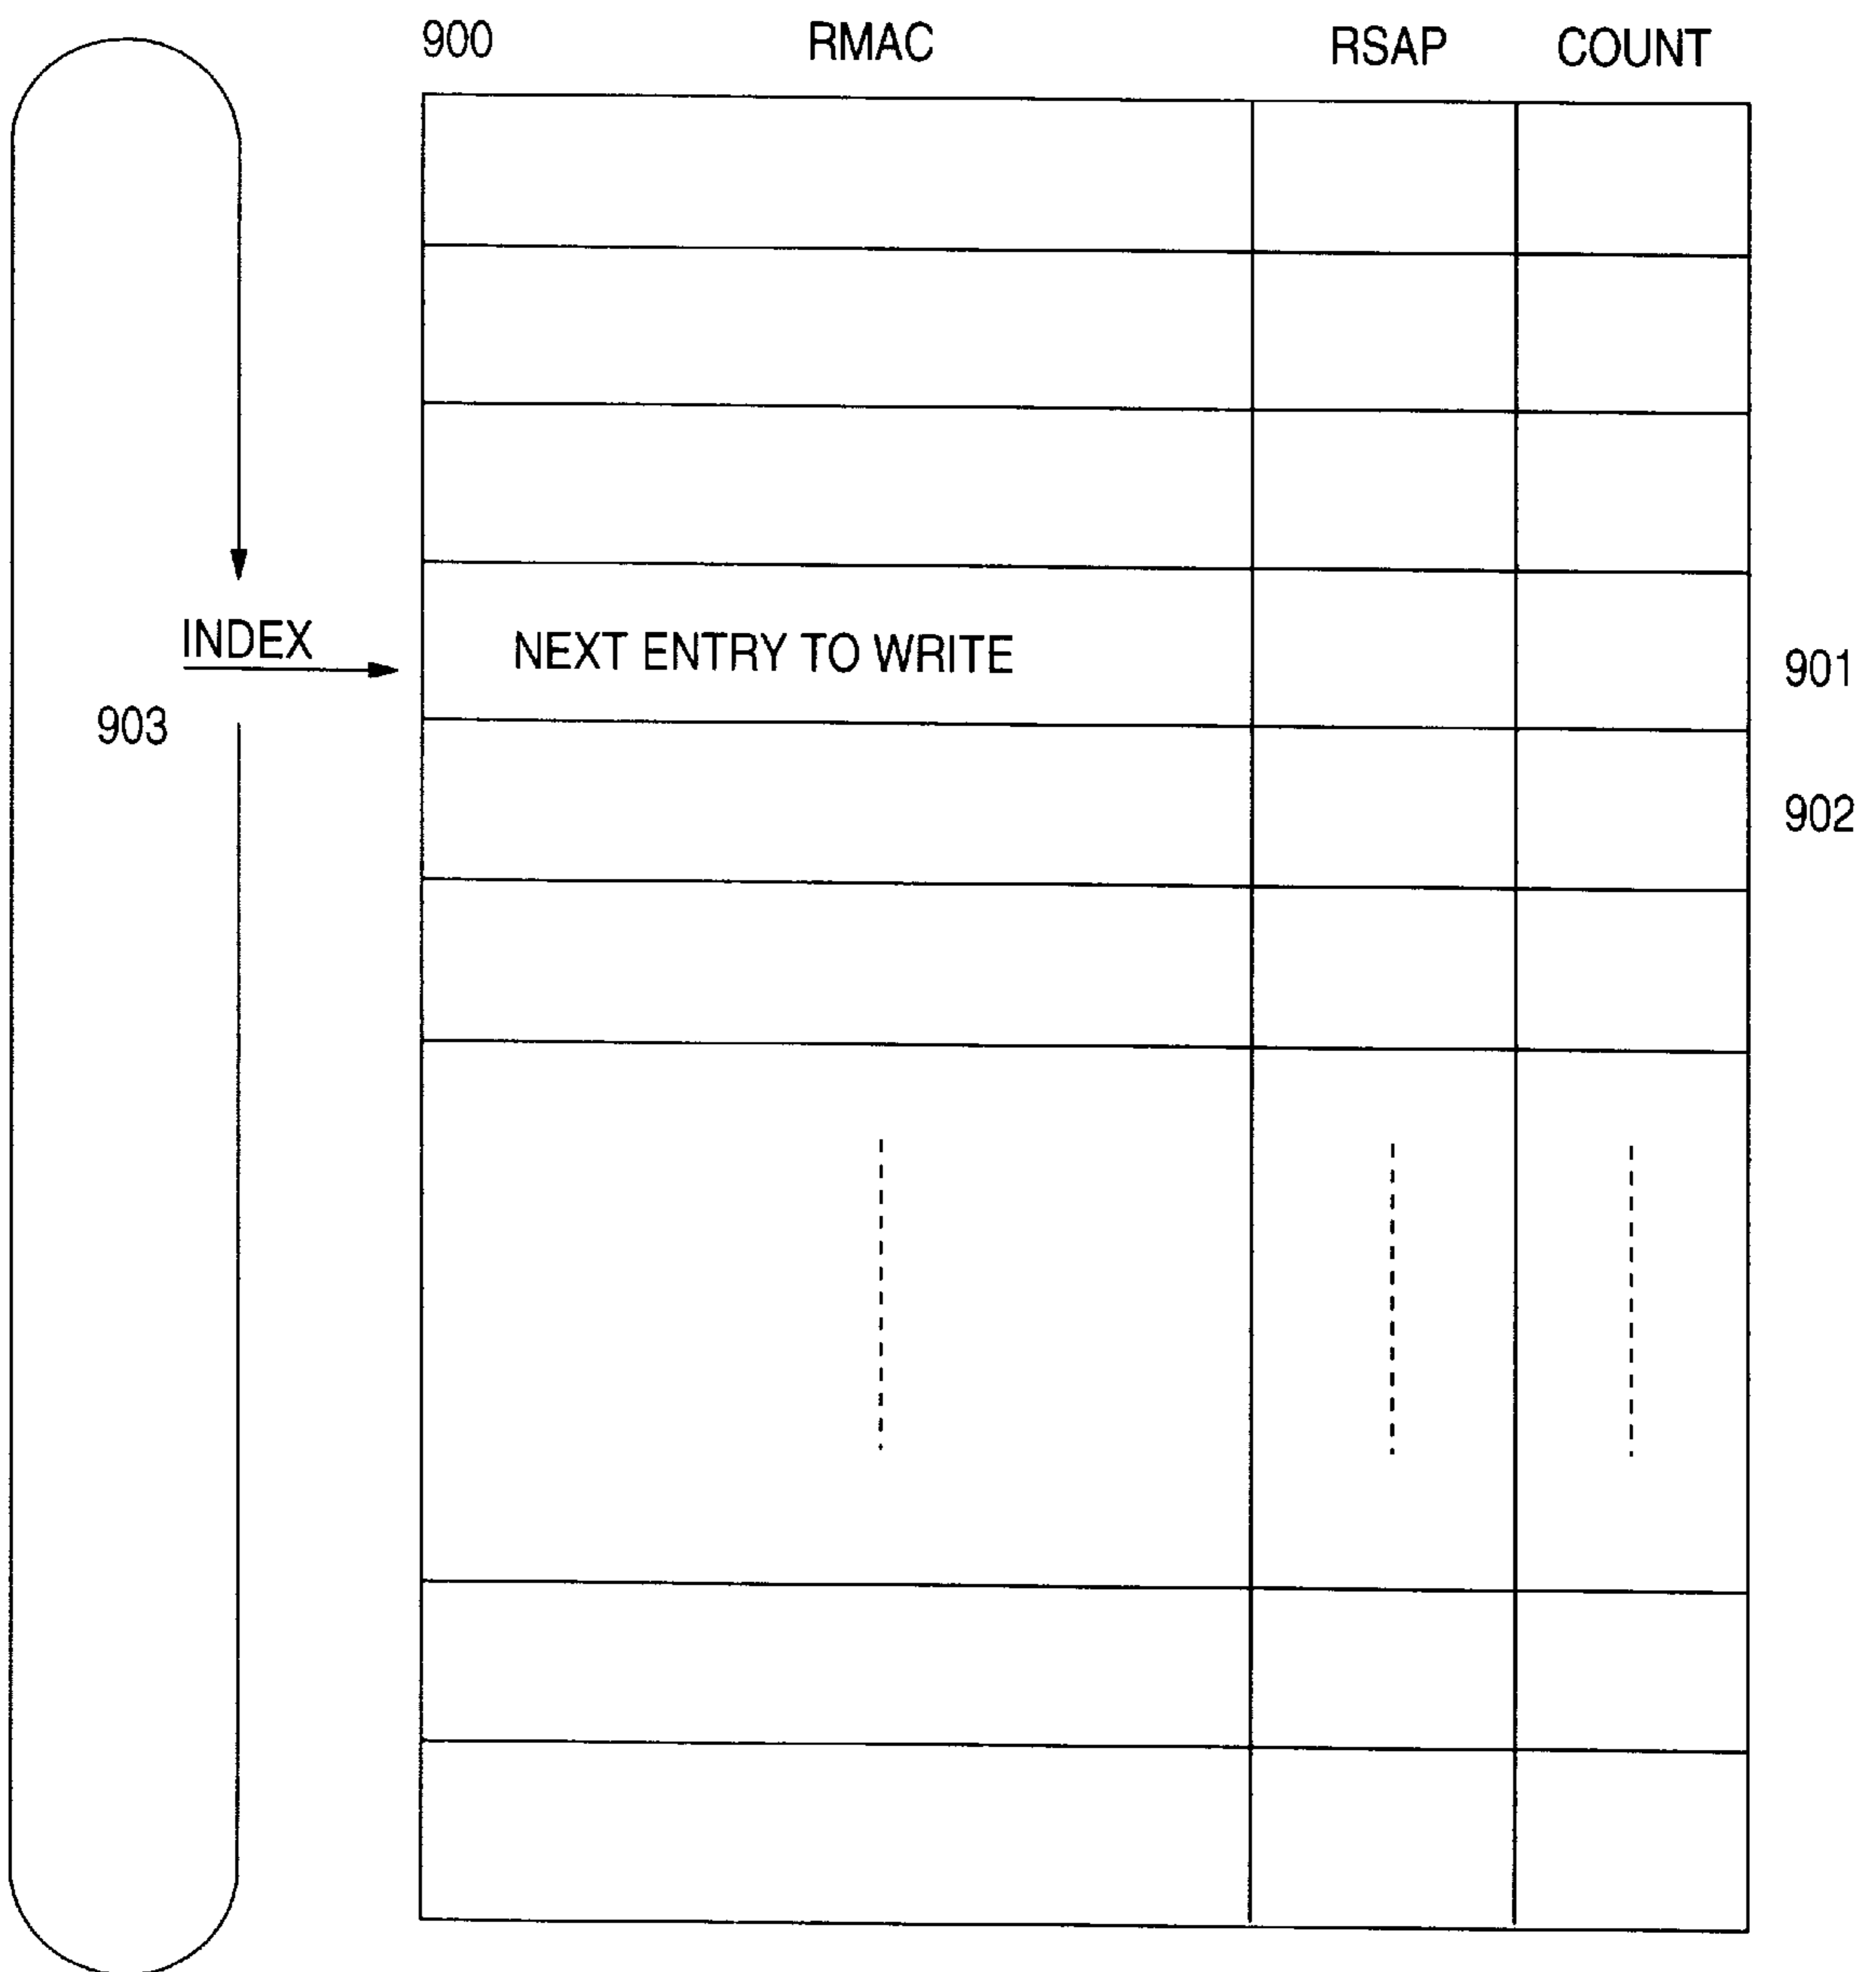 900 RMAC RSAP COUNT
INDEX NEXT ENTRY TO WRITE 901
903
902